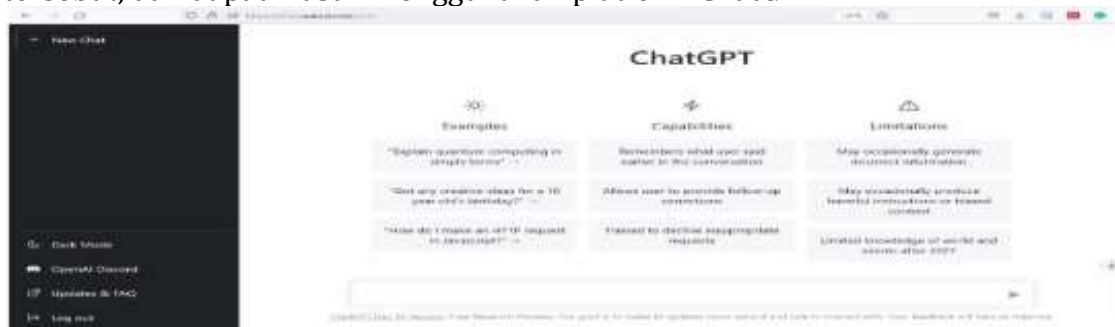 New Chat
ChatGPT
Examples
Capabilities
Limitations
"Explain quantum computing in
simple terms" →
Remembers what user said
earlier in the conversation
May occasionally generate
incorrect information
"Got any creative ideas for a 10
year old's birthday?" →
Allows user to provide follow-up
corrections
May occasionally produce
harmful instructions or biased
content
"How do I make an HTTP request
in Javascript?" →
Trained to decline inappropriate
requests
Limited knowledge of world and
events after 2021
Dark Mode
OpenAI Discord
Updates & FAQ
Log out